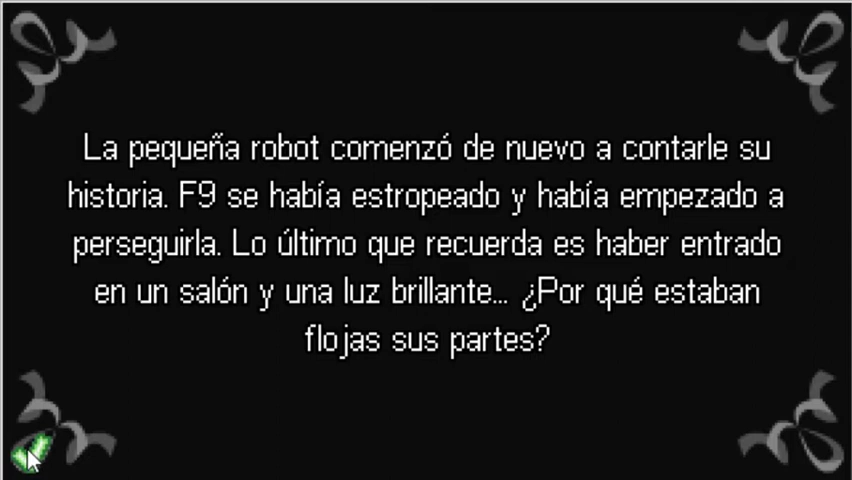 La pequeña robot comenzó de nuevo a contarle su
historia. F9 se había estropeado y había empezado a
perseguirla. Lo último que recuerda es haber entrado
en un salón y una luz brillante... ¿Por qué estaban
flojas sus partes?